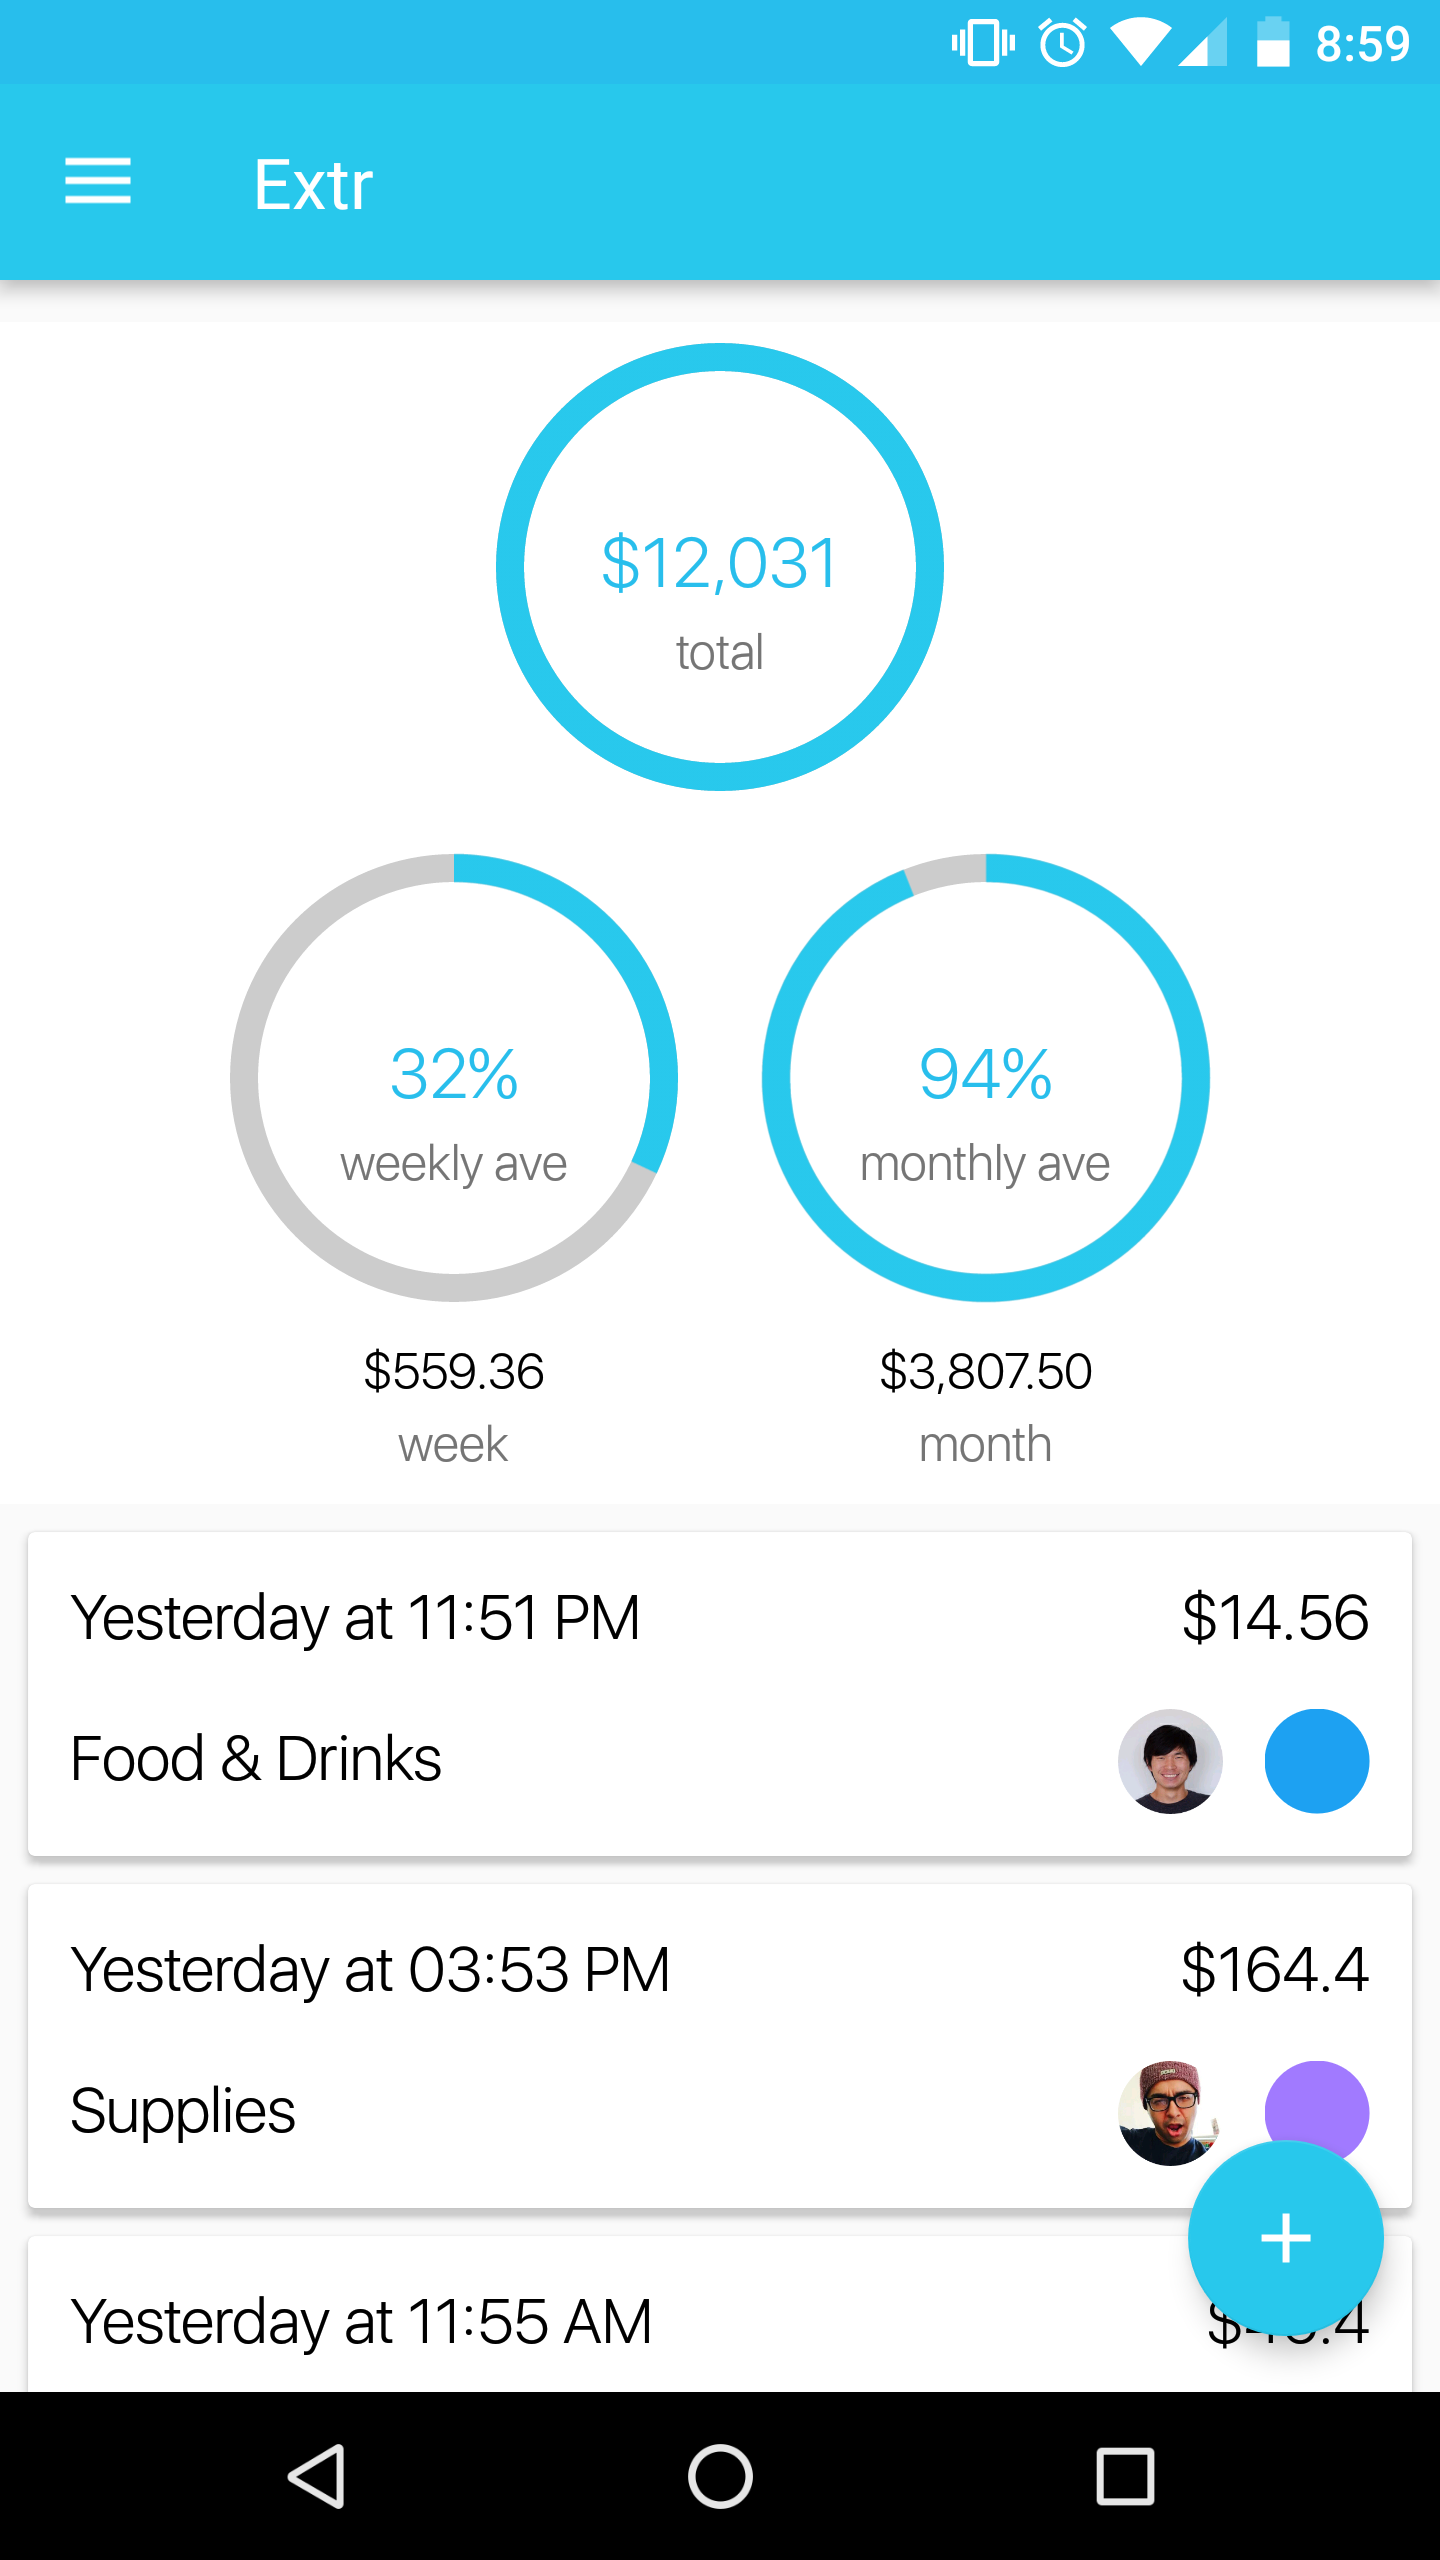 8:59
Extr
$12,031
total
32%
weekly ave
94%
monthly ave
$559.36
week
$3,807.50
month
Yesterday at 11:51 PM
$14.56
Food & Drinks
Yesterday at 03:53 PM
$164.4
Supplies
Yesterday at 11:55 AM